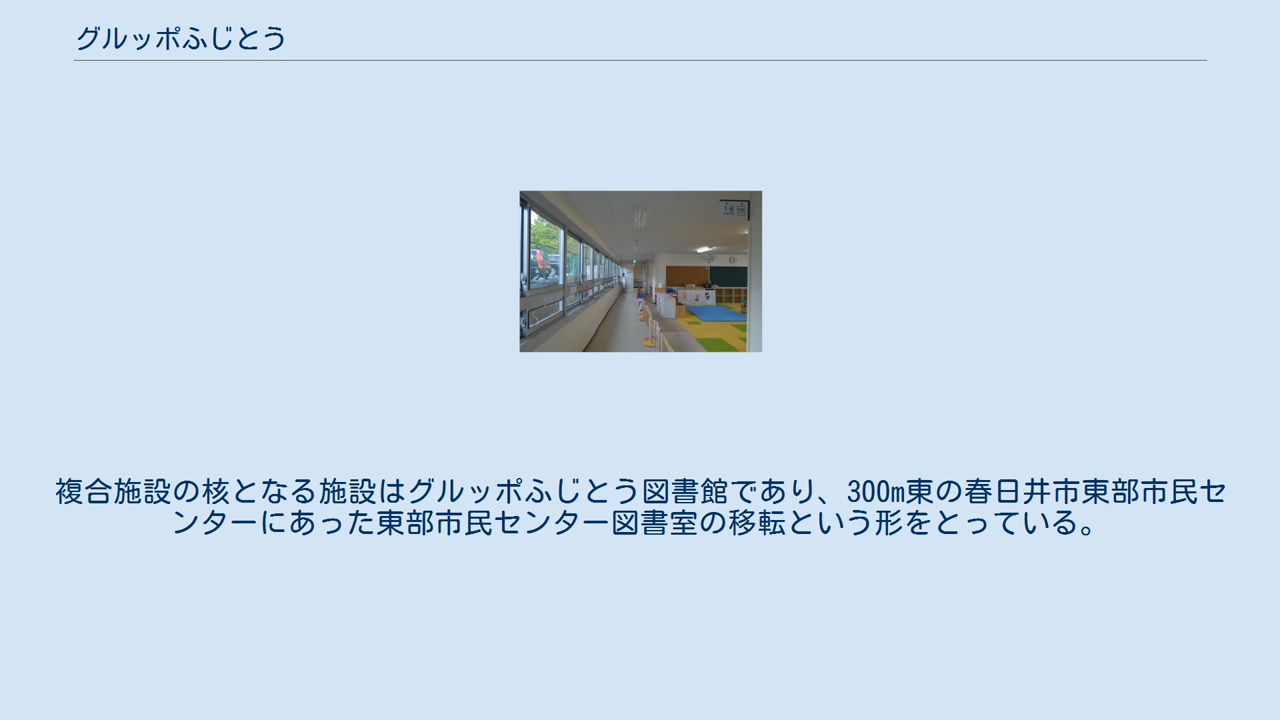 グルッポふじとう
複合施設の核となる施設はグルッポふじとう図書館であり、300m東の春日井市東部市民セ
ンターにあった東部市民センター図書室の移転という形をとっている。